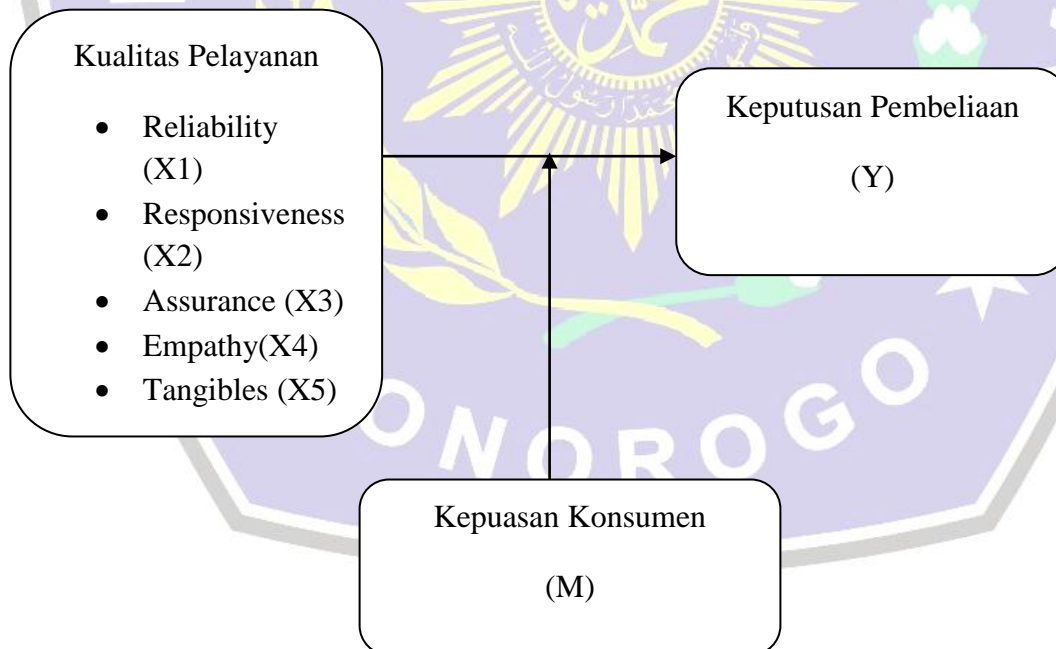 Kualitas Pelayanan
• Reliability
(X1)
• Responsiveness
(X2)
• Assurance (X3)
• Empathy(X4)
• Tangibles (X5)
Keputusan Pembeliaan
(Y)
Kepuasan Konsumen
(M)
ONOROGO